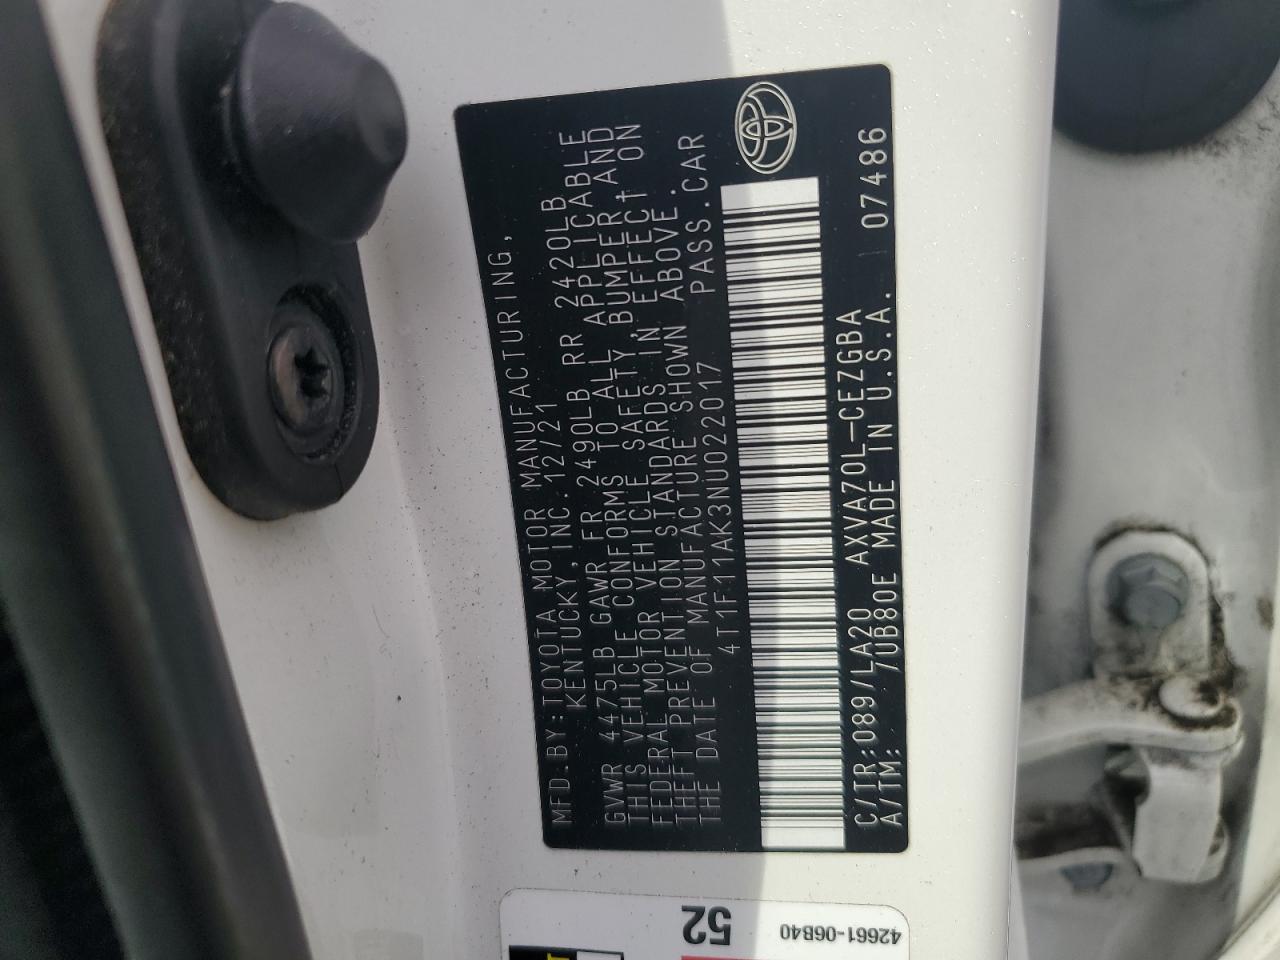 MFD.BY:TOYOTA MOTOR MANUFACTURING,
KENTUCKY,INC.12/21
GVWR 4475LB GAWR FR 2490LB RR 2420LB
THIS VEHICLE CONFORMS TO ALL APPLICABLE
FEDERAL MOTOR VEHICLE SAFETY,BUMPER,AND
THEFT PREVENTION STANDARDS IN EFFECT ON
THE DATE OF MANUFACTURE SHOWN ABOVE.
4T1F11AK3NU022017 PASS.CAR
C/TR:089/LA20 AXVA70L-CEZGBA 07486
A/TM: /UB80E MADE IN U.S.A.
52
42661-06B40